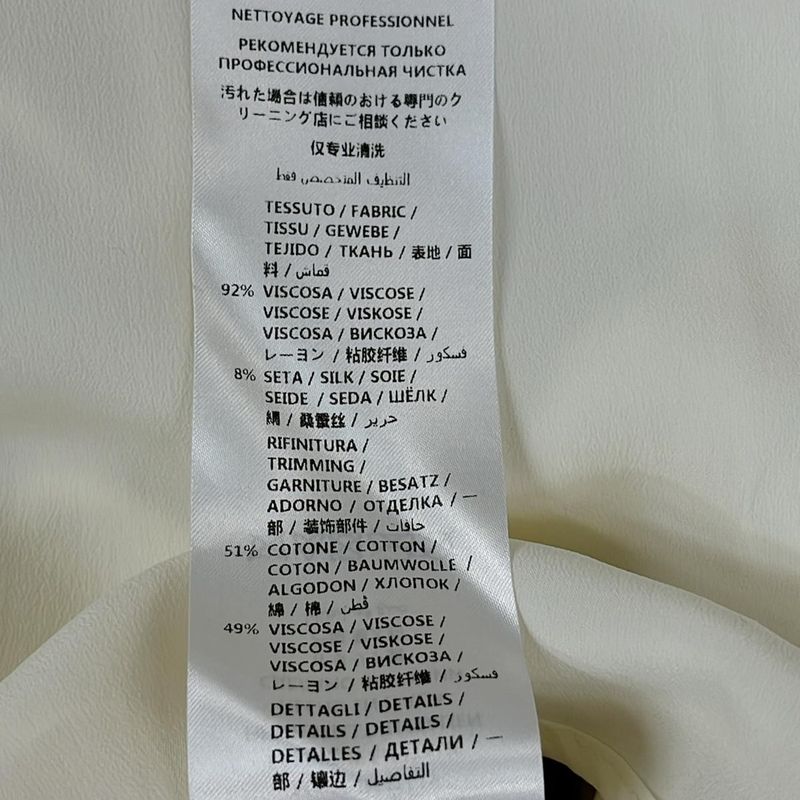 NETTOYAGE PROFESSIONNEL
РЕКОМЕНДУЕТСЯ ТОЛЬКО
ПРОФЕССИОНАЛЬНАЯ ЧИСТКА
汚れた場合は信頼のおける専門のク
リーニング店にご相談ください
仅专业清洗
التنظيف المتخصص فقط
TESSUTO / FABRIC /
TISSU / GEWEBE /
TEJIDO / ТКАНЬ / 表地 / 面
料 / قماش
92% VISCOSA / VISCOSE /
VISCOSE / VISKOSE /
VISCOSA / ВИСКОЗА /
レーヨン / 粘胶纤维 / فسكور
8% SETA / SILK / SOIE /
SEIDE / SEDA / ШЁЛК /
絹 / 桑蚕丝 / حرير
RIFINITURA /
TRIMMING /
GARNITURE / BESATZ /
ADORNO / ОТДЕЛКА / 一
部 / 装饰部件 / حافات
51% COTONE / COTTON /
COTON / BAUMWOLLE /
ALGODON / ХЛОПОК /
綿 / 棉 / قطن
49% VISCOSA / VISCOSE /
VISCOSE / VISKOSE /
VISCOSA / ВИСКОЗА /
レーヨン / 粘胶纤维 / فسكور
DETTAGLI / DETAILS /
DETAILS / DETAILS /
DETALLES / ДЕТАЛИ / 一
部 / 镶边 / التفاصيل